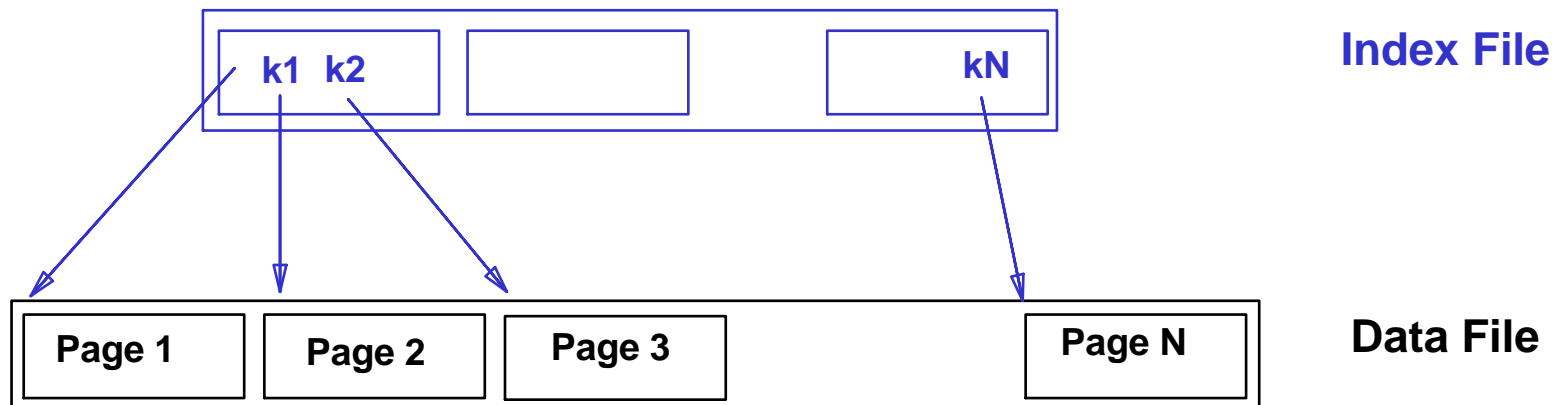 k1 k2
kN
Index File
Page 1
Page 2
Page 3
Page N
Data File